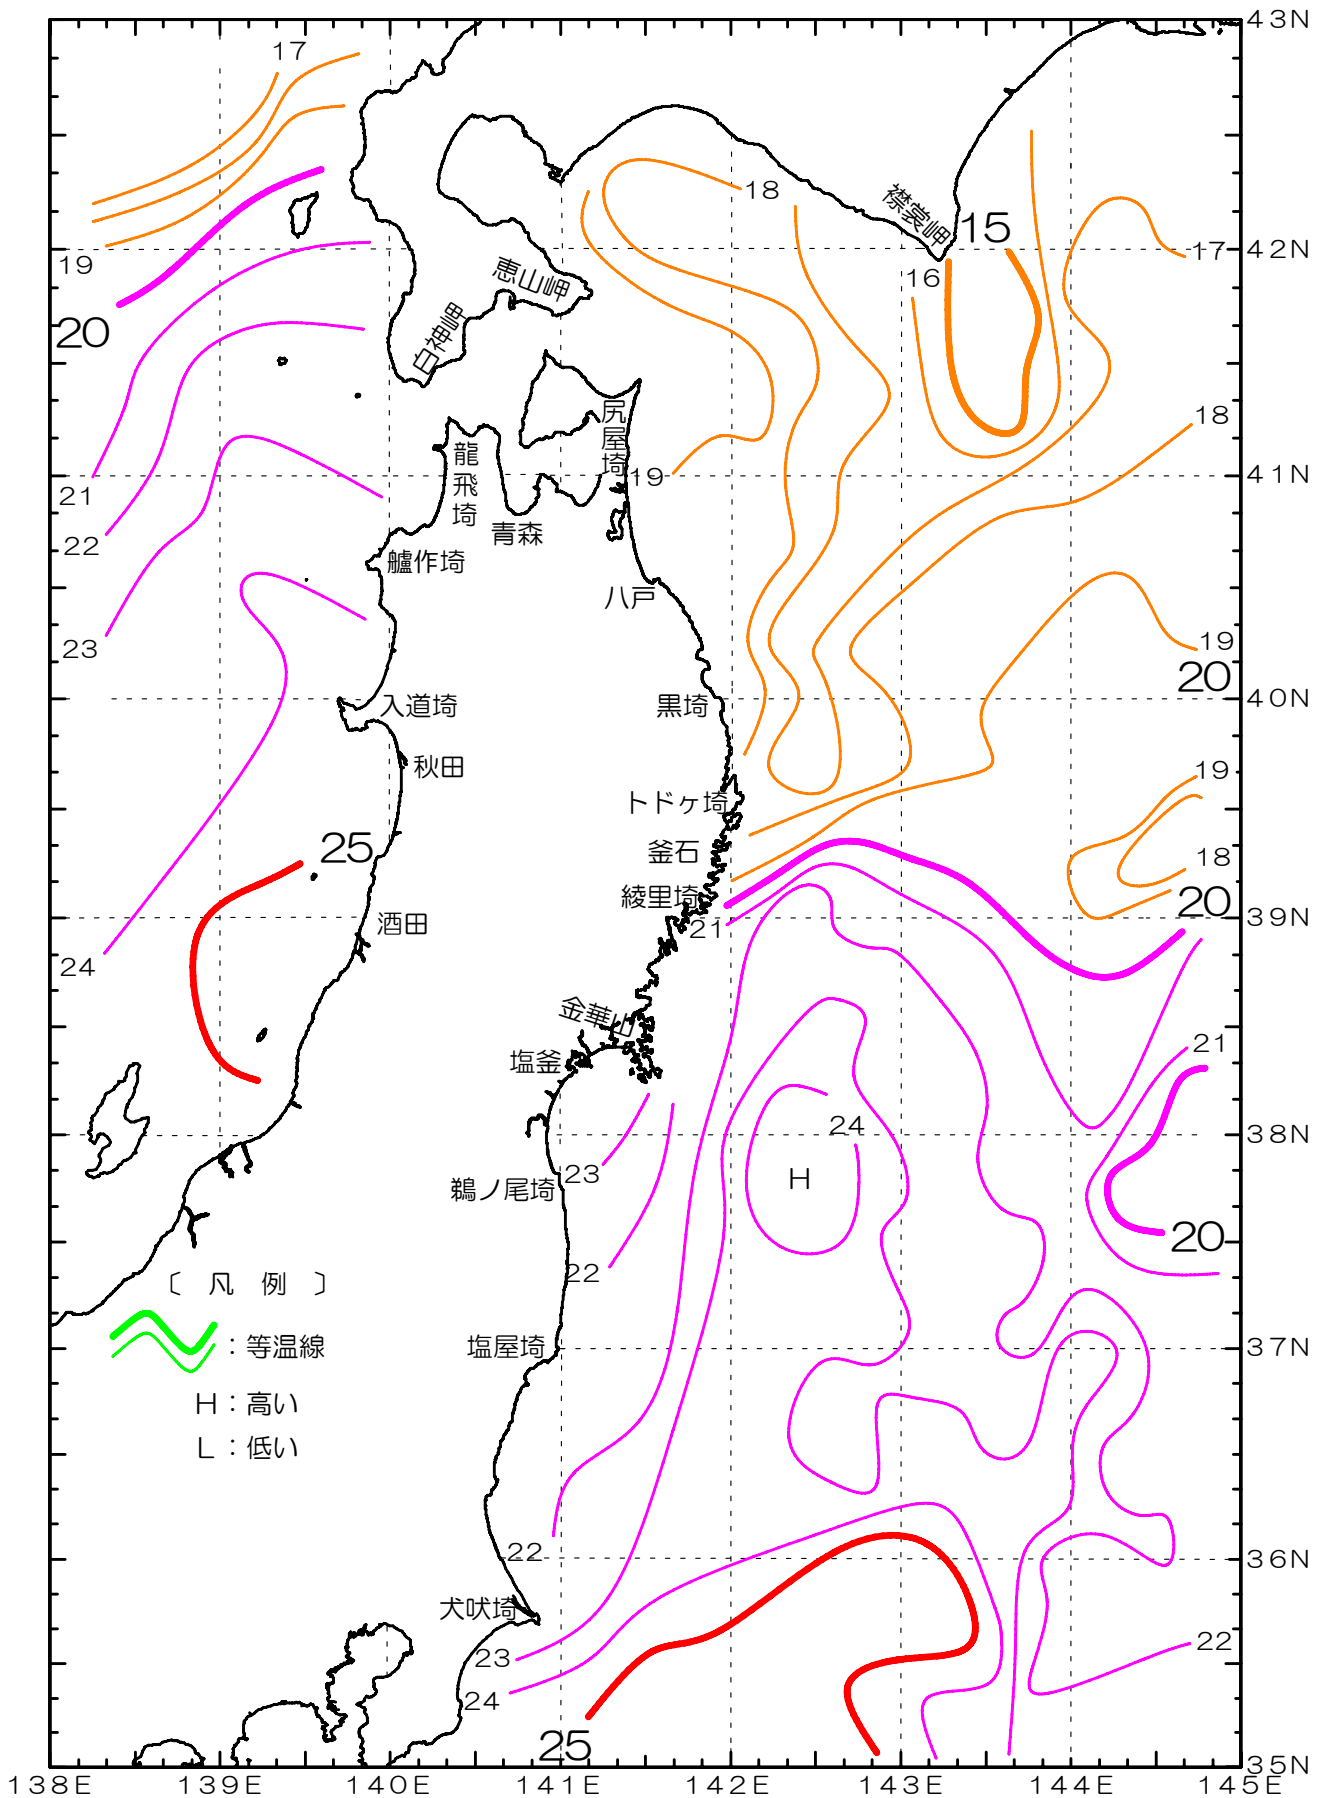 43N
17
18
襟裳岬
15
17
42N
19
恵山岬
16
20
白神岬
18
尻屋埼
龍飛埼
19
41N
21
青森
22
艫作埼
八戸
19
23
20
入道埼
黒埼
40N
秋田
19
トドヶ埼
25
釜石
18
綾里埼
20
39N
酒田
21
24
金華山
21
塩釜
24
38N
23
H
鵜ノ尾埼
20
22
〔 凡 例 〕
：等温線
塩屋埼
37N
H：高い
L：低い
22
36N
犬吠埼
22
23
24
25
35N
138E 139E 140E 141E 142E 143E 144E 145E